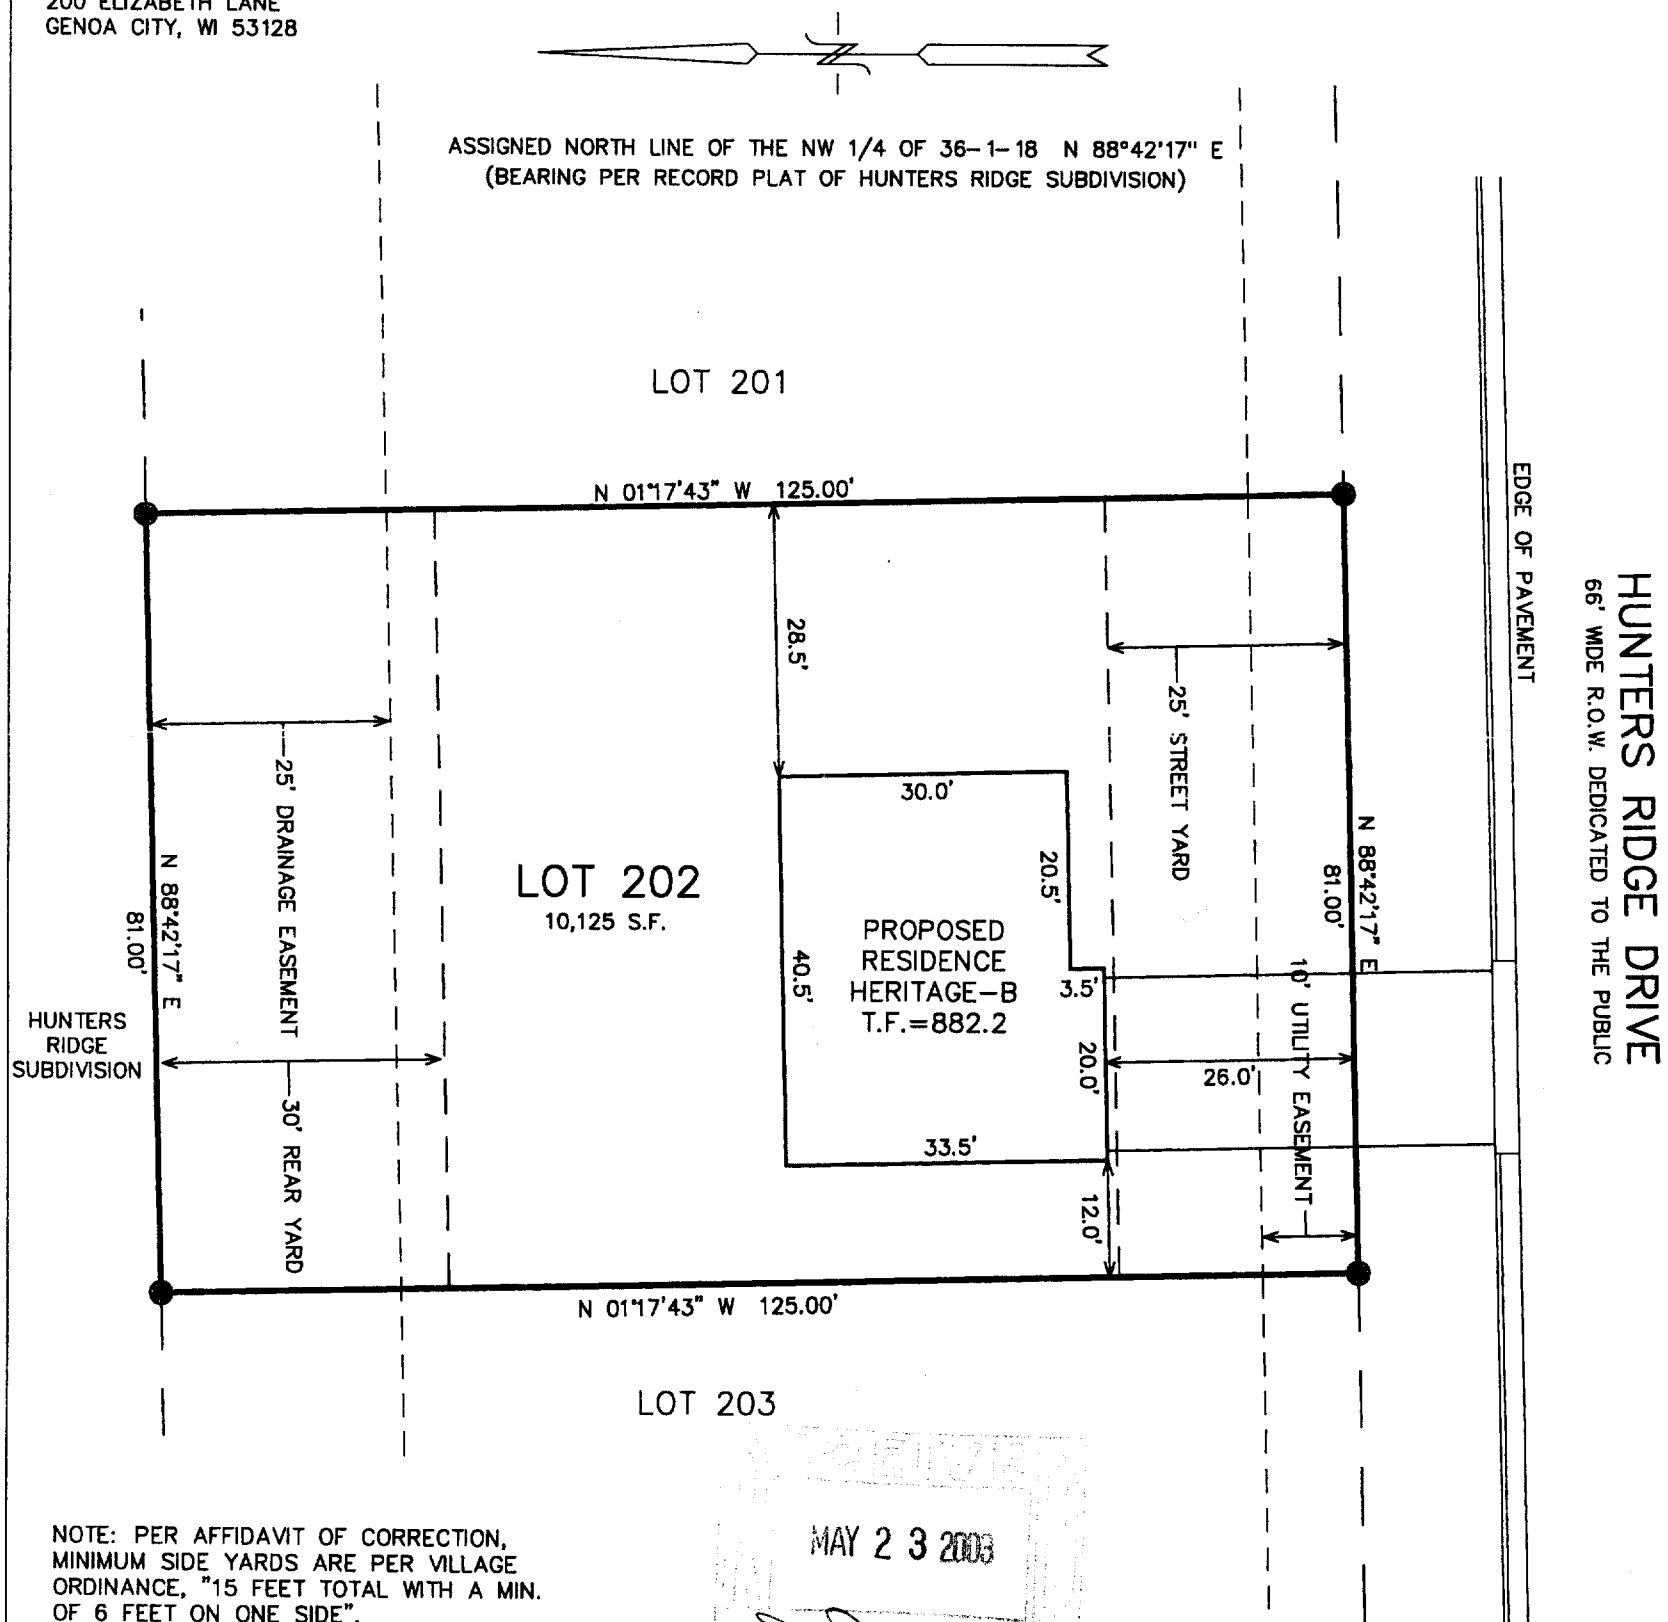 200 ELIZABETH LANE
GENOA CITY, WI 53128
ASSIGNED NORTH LINE OF THE NW 1/4 OF 36-1-18 N 88°42'17" E
(BEARING PER RECORD PLAT OF HUNTERS RIDGE SUBDIVISION)
LOT 201
N 01°17'43" W 125.00'
EDGE OF PAVEMENT
HUNTERS RIDGE DRIVE
66' WIDE R.O.W. DEDICATED TO THE PUBLIC
28.5'
25' STREET YARD
30.0'
25' DRAINAGE EASEMENT
N 88°42'17" E
81.00'
20.5'
LOT 202
10,125 S.F.
N 88°42'17" E
81.00'
PROPOSED
RESIDENCE
HERITAGE-B
T.F.=882.2
40.5'
3.5'
10' UTILITY EASEMENT
HUNTERS
RIDGE
SUBDIVISION
20.0'
26.0'
30' REAR YARD
33.5'
12.0'
N 01°17'43" W 125.00'
LOT 203
MAY 23 2003
NOTE: PER AFFIDAVIT OF CORRECTION,
MINIMUM SIDE YARDS ARE PER VILLAGE
ORDINANCE, "15 FEET TOTAL WITH A MIN.
OF 6 FEET ON ONE SIDE".